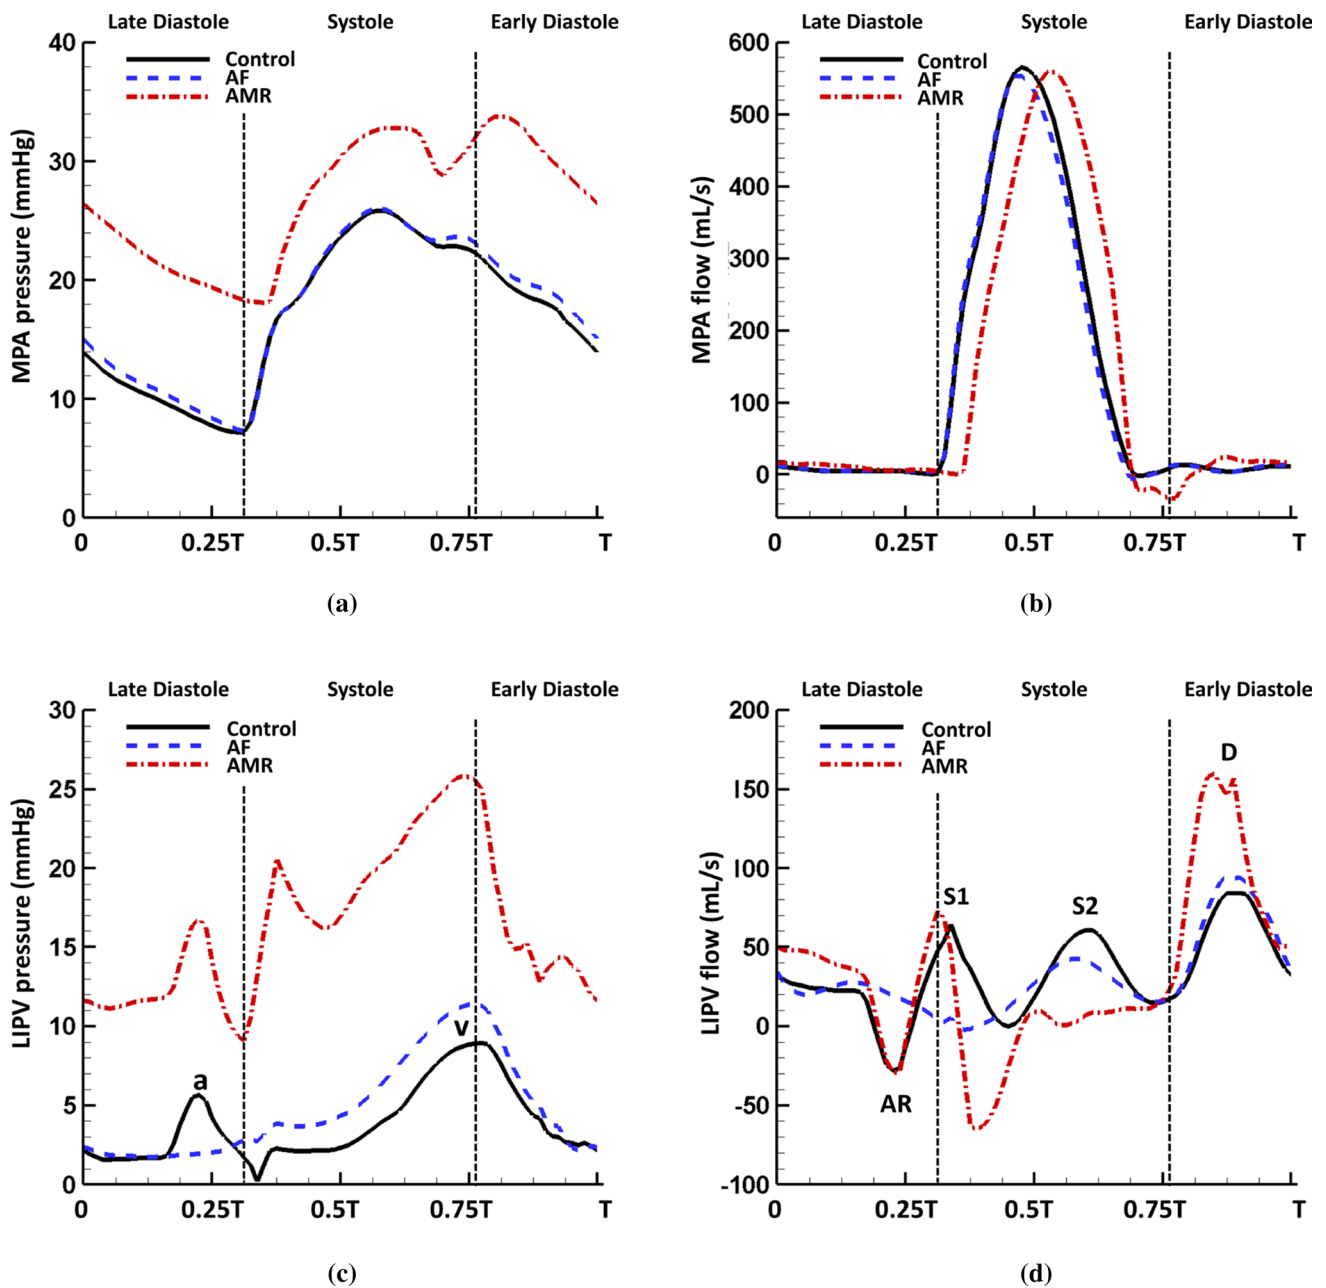 Late Diastole Systole Early Diastole
40
30
20
10
0
MPA pressure (mmHg)
Control
AF
AMR
0 0.25T 0.5T 0.75T T
(a)
Late Diastole Systole Early Diastole
600
500
400
300
200
100
0
MPA flow (mL/s)
Control
AF
AMR
0 0.25T 0.5T 0.75T T
(b)
Late Diastole Systole Early Diastole
30
25
20
15
10
5
0
LIPV pressure (mmHg)
Control
AF
AMR
a
v
0 0.25T 0.5T 0.75T T
(c)
Late Diastole Systole Early Diastole
200
150
100
50
0
-50
-100
LIPV flow (mL/s)
Control
AF
AMR
D
S1
S2
AR
0 0.25T 0.5T 0.75T T
(d)